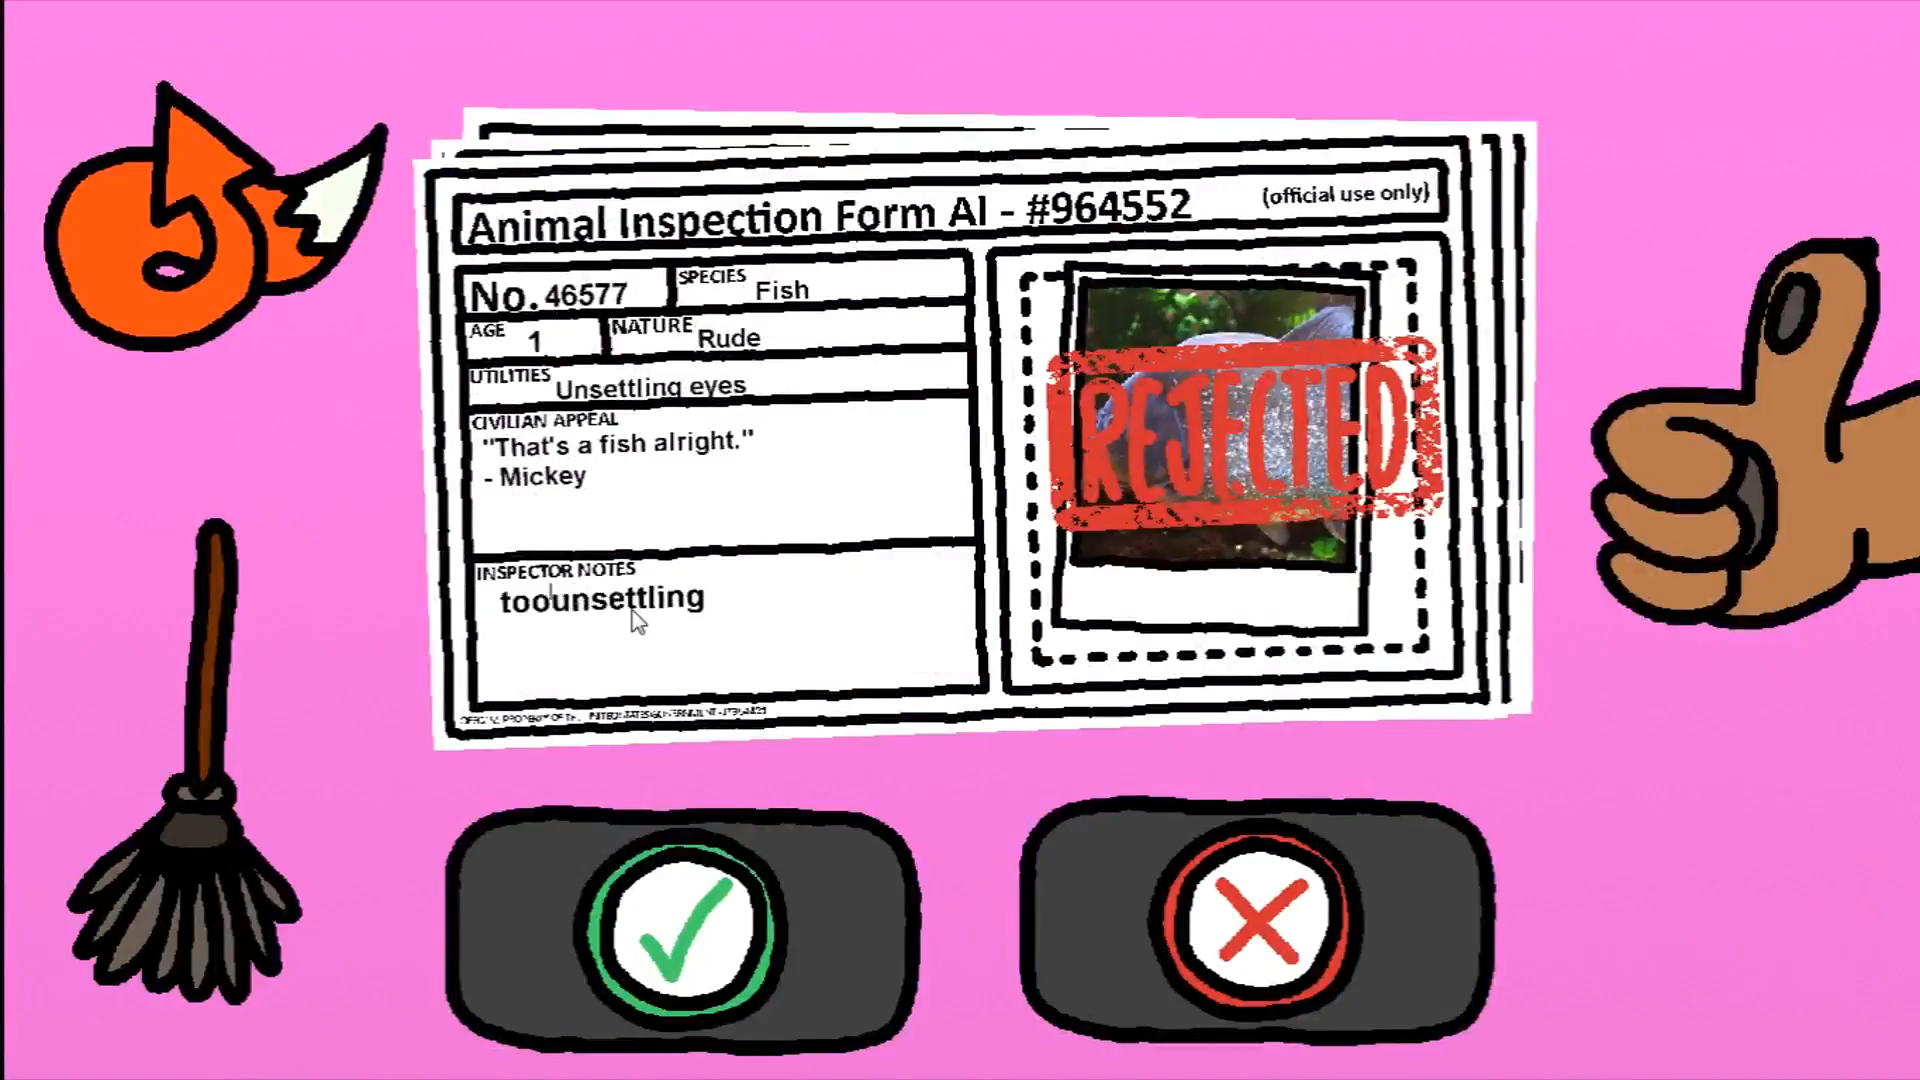 Animal Inspection Form AI - #964552
(official use only)
No. 46577
SPECIES Fish
AGE 1
NATURE Rude
UTILITIES Unsettling eyes
CIVILIAN APPEAL
"That's a fish alright."
- Mickey
INSPECTOR NOTES
toounsettling
REJECTED